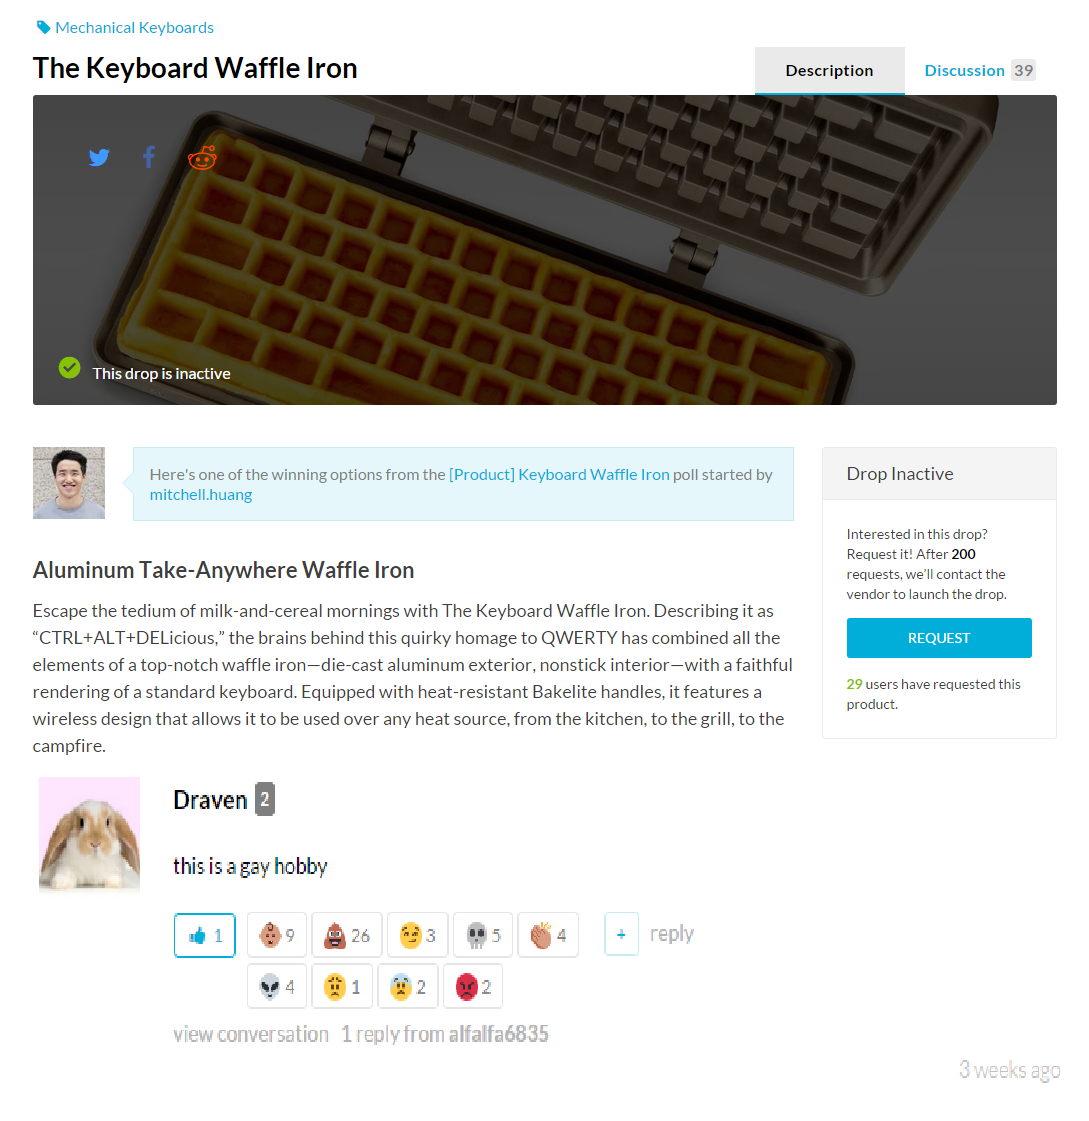 Mechanical Keyboards
The Keyboard Waffle Iron
Description
Discussion 39
This drop is inactive
Here's one of the winning options from the [Product] Keyboard Waffle Iron poll started by
mitchell.huang
Drop Inactive
Interested in this drop?
Request it! After 200
requests, we’ll contact the
vendor to launch the drop.
REQUEST
29 users have requested this
product.
Aluminum Take-Anywhere Waffle Iron
Escape the tedium of milk-and-cereal mornings with The Keyboard Waffle Iron. Describing it as
“CTRL+ALT+DELicious,” the brains behind this quirky homage to QWERTY has combined all the
elements of a top-notch waffle iron—die-cast aluminum exterior, nonstick interior—with a faithful
rendering of a standard keyboard. Equipped with heat-resistant Bakelite handles, it features a
wireless design that allows it to be used over any heat source, from the kitchen, to the grill, to the
campfire.
Draven 2
this is a gay hobby
1 9 26 3 5 4 + reply
4 1 2 2
view conversation 1 reply from alfalfa6835
3 weeks ago